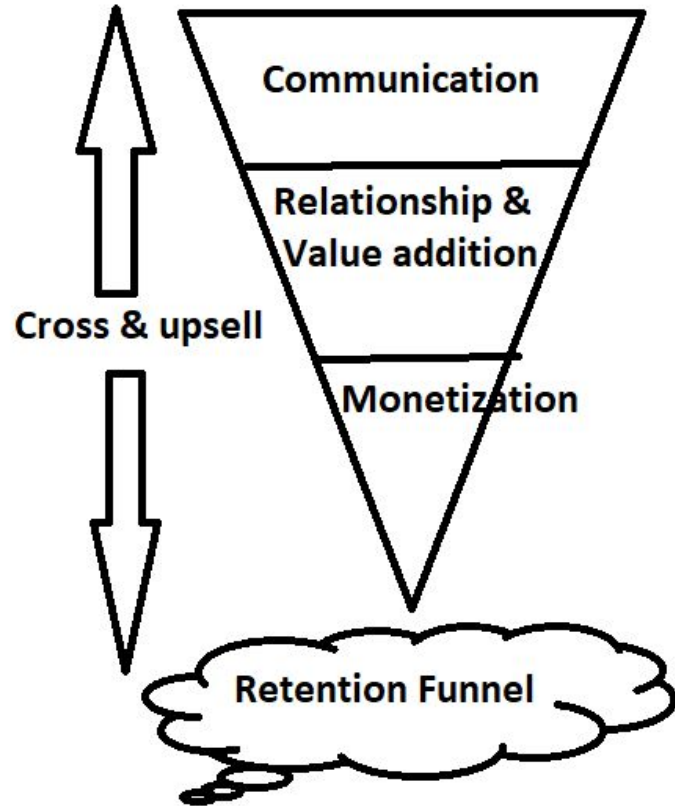 Communication
Relationship &
Value addition
Cross & upsell
Monetization
Retention Funnel